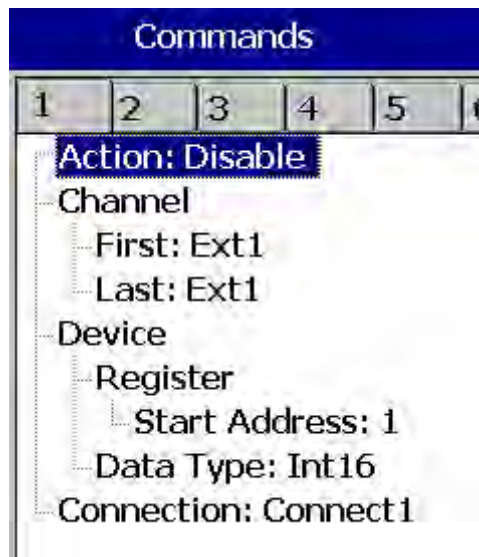 Commands
1 2 3 4 5
Action: Disable
Channel
First: Ext1
Last: Ext1
Device
Register
Start Address: 1
Data Type: Int16
Connection: Connect1